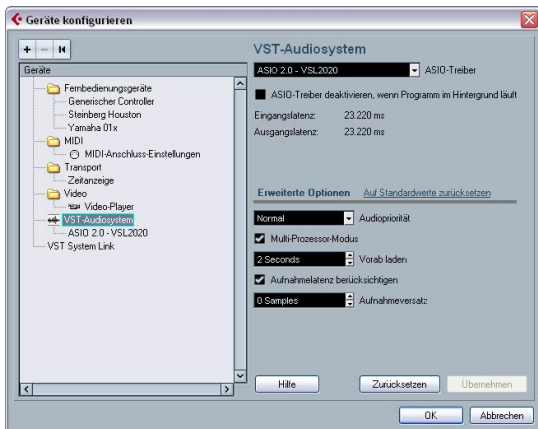 Geräte konfigurieren
Geräte
Fernbedienungsgeräte
Generischer Controller
Steinberg Houston
Yamaha 01x
MIDI
MIDI-Anschluss-Einstellungen
Transport
Zeitanzeige
Video
Video-Player
VST-Audiosystem
ASIO 2.0 - VSL2020
VST System Link
VST-Audiosystem
ASIO 2.0 - VSL2020 ASIO-Treiber
ASIO-Treiber deaktivieren, wenn Programm im Hintergrund läuft
Eingangslatenz: 23.220 ms
Ausgangslatenz: 23.220 ms
Erweiterte Optionen Auf Standardwerte zurücksetzen
Normal Audiopriorität
Multi-Prozessor-Modus
2 Seconds Vorab laden
Aufnahmelatenz berücksichtigen
0 Samples Aufnahmeversatz
Hilfe Zurücksetzen Übernehmen
OK Abbrechen